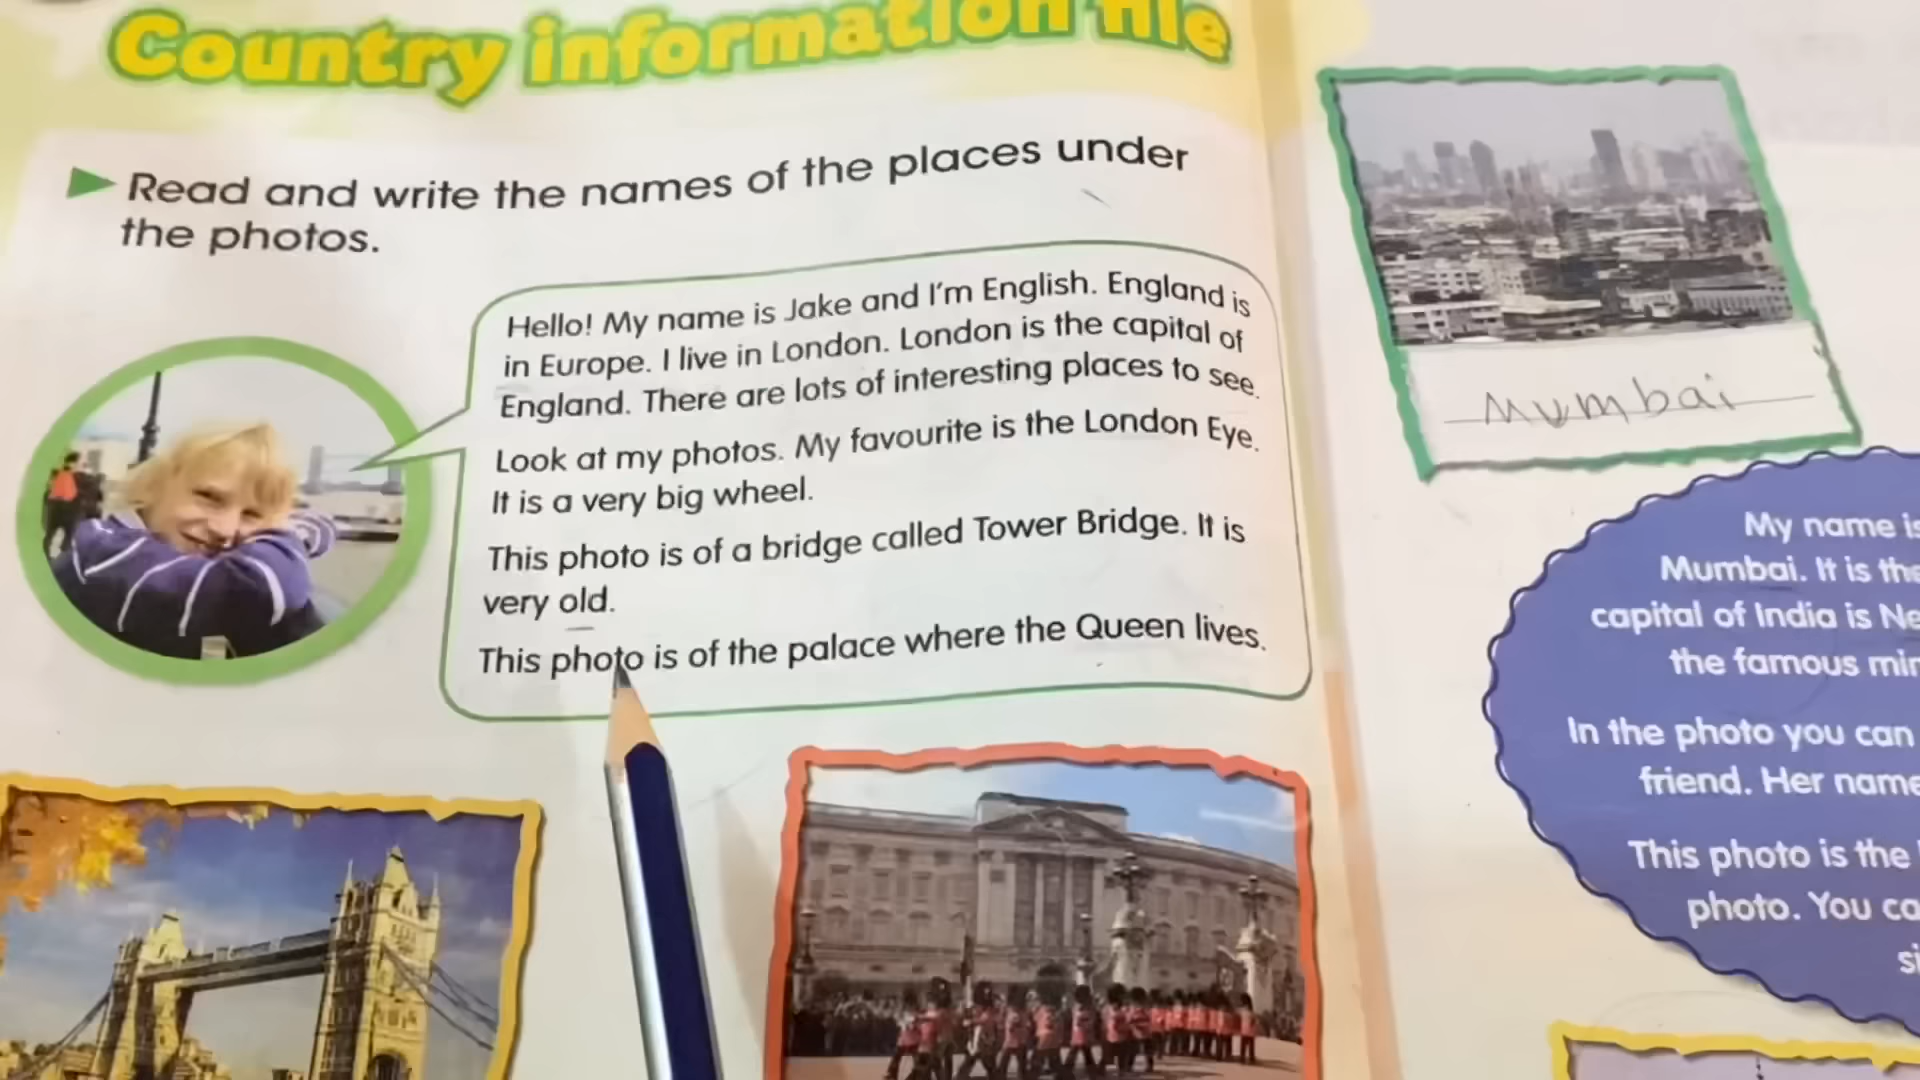 Country information file
Read and write the names of the places under
the photos.
Hello! My name is Jake and I'm English. England is
in Europe. I live in London. London is the capital of
England. There are lots of interesting places to see.
Look at my photos. My favourite is the London Eye.
It is a very big wheel.
This photo is of a bridge called Tower Bridge. It is
very old.
This photo is of the palace where the Queen lives.
Mumbai
My name is
Mumbai. It is the
capital of India is
the famous
In the photo you can
friend. Her name
This photo is the
photo. You